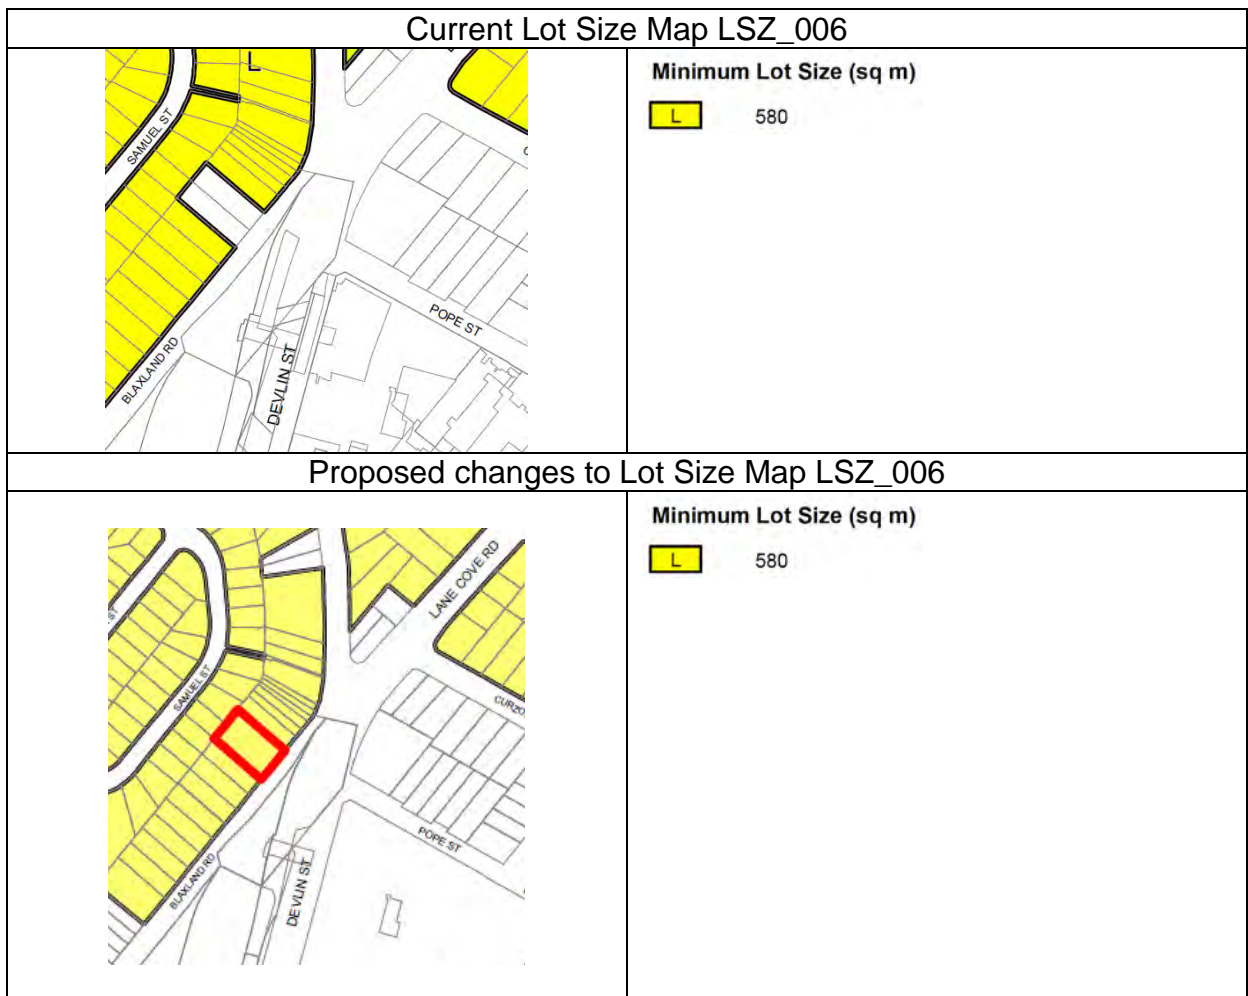 Current Lot Size Map LSZ_006
L
SAMUEL ST
BLAXLAND RD
DEVLIN ST
POPE ST
C
Minimum Lot Size (sq m)
L 580
Proposed changes to Lot Size Map LSZ_006
ST
SAMUEL ST
LANE COVE RD
CURZO
POPE ST
BLAXLAND RD
DEVLIN ST
Minimum Lot Size (sq m)
L 580